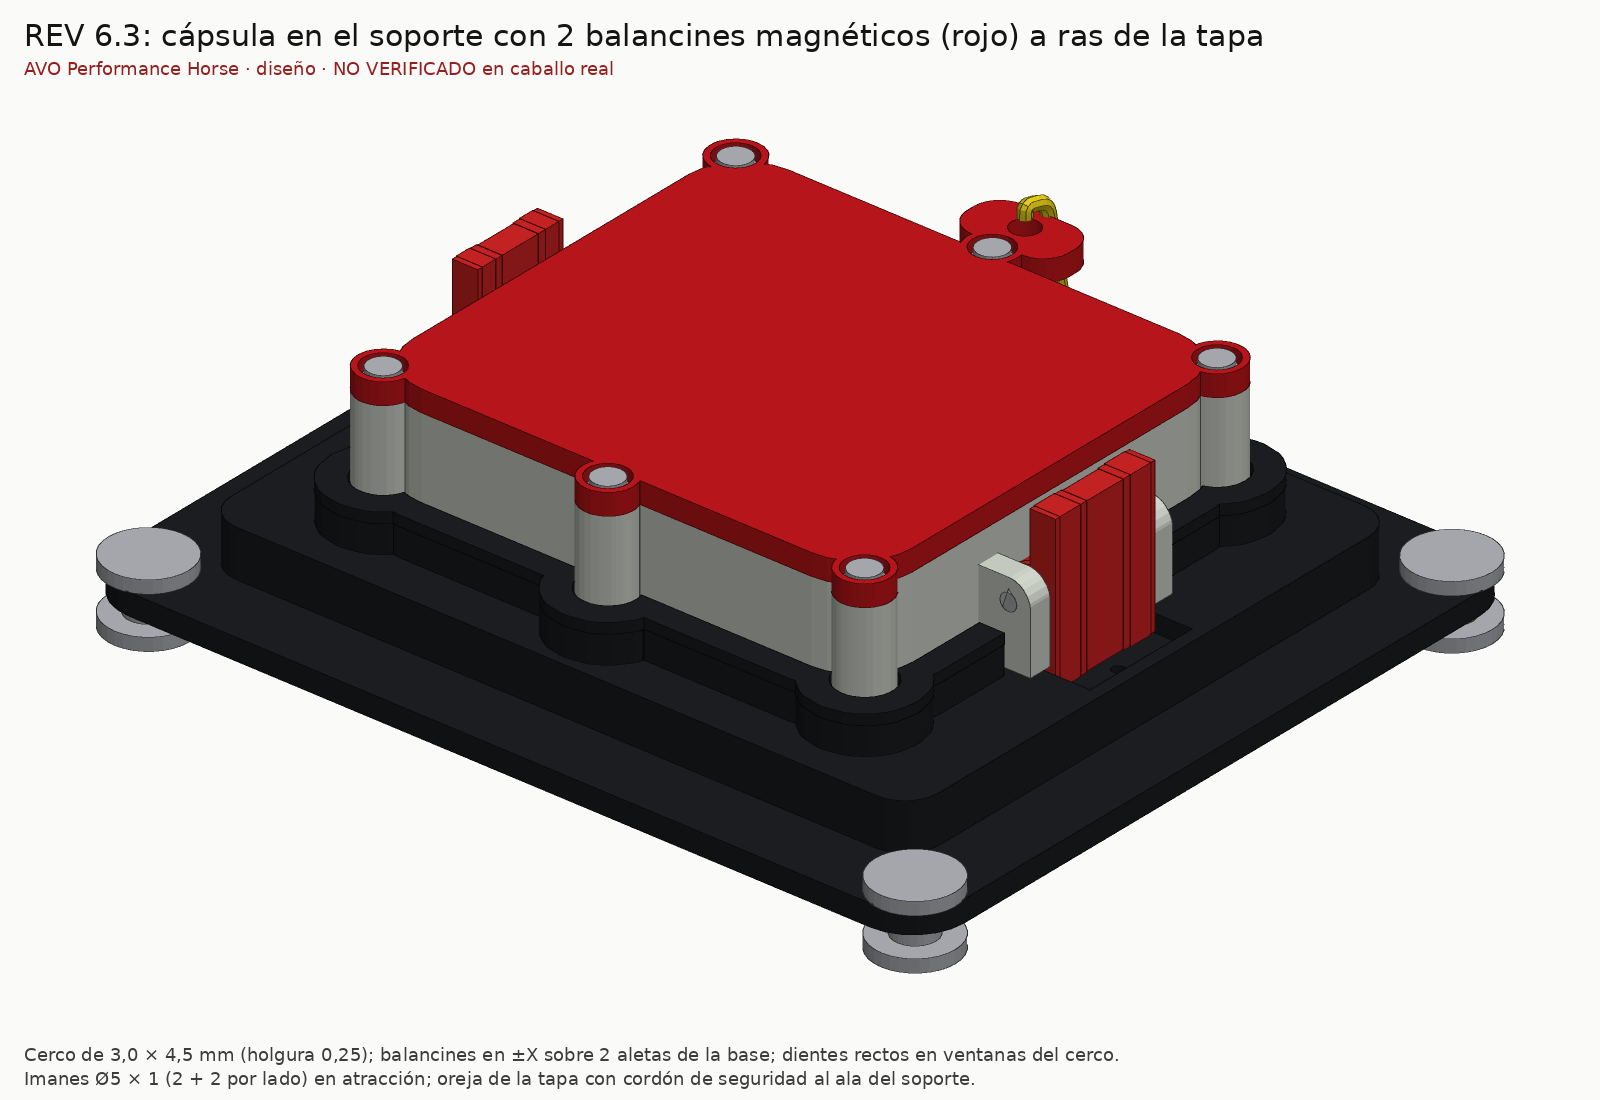 REV 6.3: cápsula en el soporte con 2 balancines magnéticos (rojo) a ras de la tapa
AVO Performance Horse · diseño · NO VERIFICADO en caballo real
Cerco de 3,0 × 4,5 mm (holgura 0,25); balancines en ±X sobre 2 aletas de la base; dientes rectos en ventanas del cerco.
Imanes Ø5 × 1 (2 + 2 por lado) en atracción; oreja de la tapa con cordón de seguridad al ala del soporte.